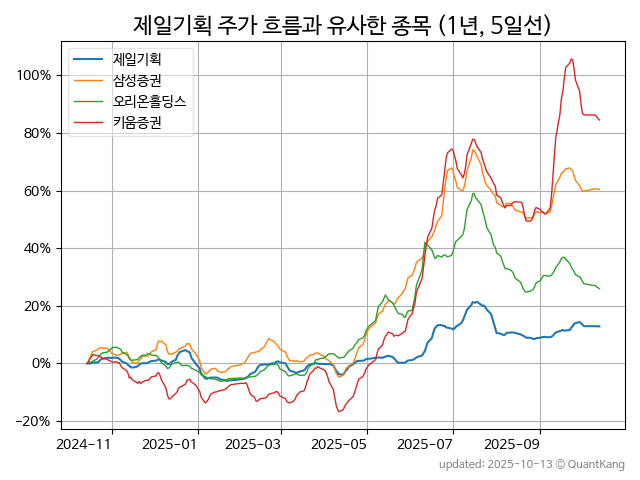 제일기획 주가 흐름과 유사한 종목 (1년, 5일선)
제일기획
삼성증권
오리온홀딩스
키움증권
100%
80%
60%
40%
20%
0%
−20%
2024-11 2025-01 2025-03 2025-05 2025-07 2025-09
updated: 2025-10-13 © QuantKang